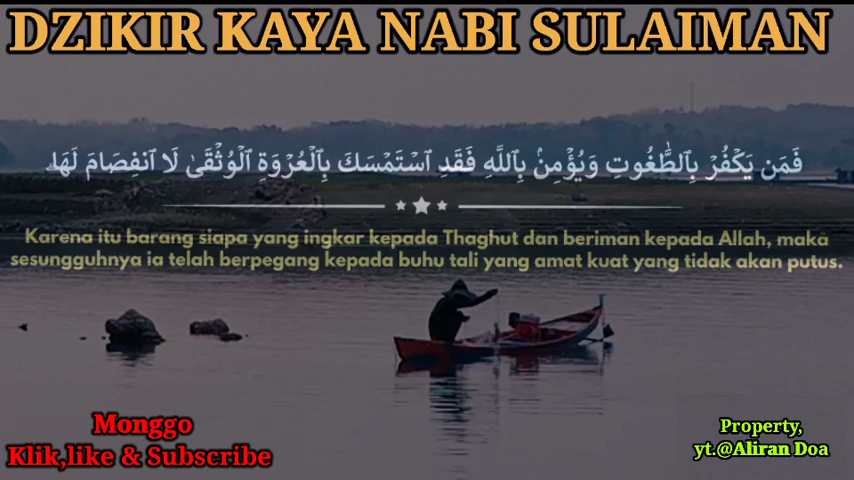 DZIKIR KAYA NABI SULAIMAN
فَمَن يَكۡفُرۡ بِٱلطَّٰغُوتِ وَيُؤۡمِنۢ بِٱللَّهِ فَقَدِ ٱسۡتَمۡسَكَ بِٱلۡعُرۡوَةِ ٱلۡوُثۡقَىٰ لَا ٱنفِصَامَ لَهَاۗ
Karena itu barang siapa yang ingkar kepada Thaghut dan beriman kepada Allah, maka
sesungguhnya ia telah berpegang kepada buhu tali yang amat kuat yang tidak akan putus.
Monggo
Klik,like & Subscribe
Property,
yt.@Aliran Doa